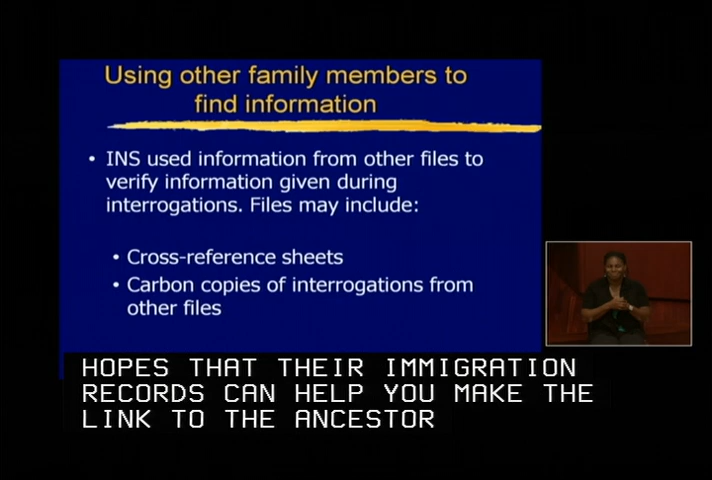 Using other family members to
find information
• INS used information from other files to
verify information given during
interrogations. Files may include:
• Cross-reference sheets
• Carbon copies of interrogations from
other files
HOPES THAT THEIR IMMIGRATION
RECORDS CAN HELP YOU MAKE THE
LINK TO THE ANCESTOR